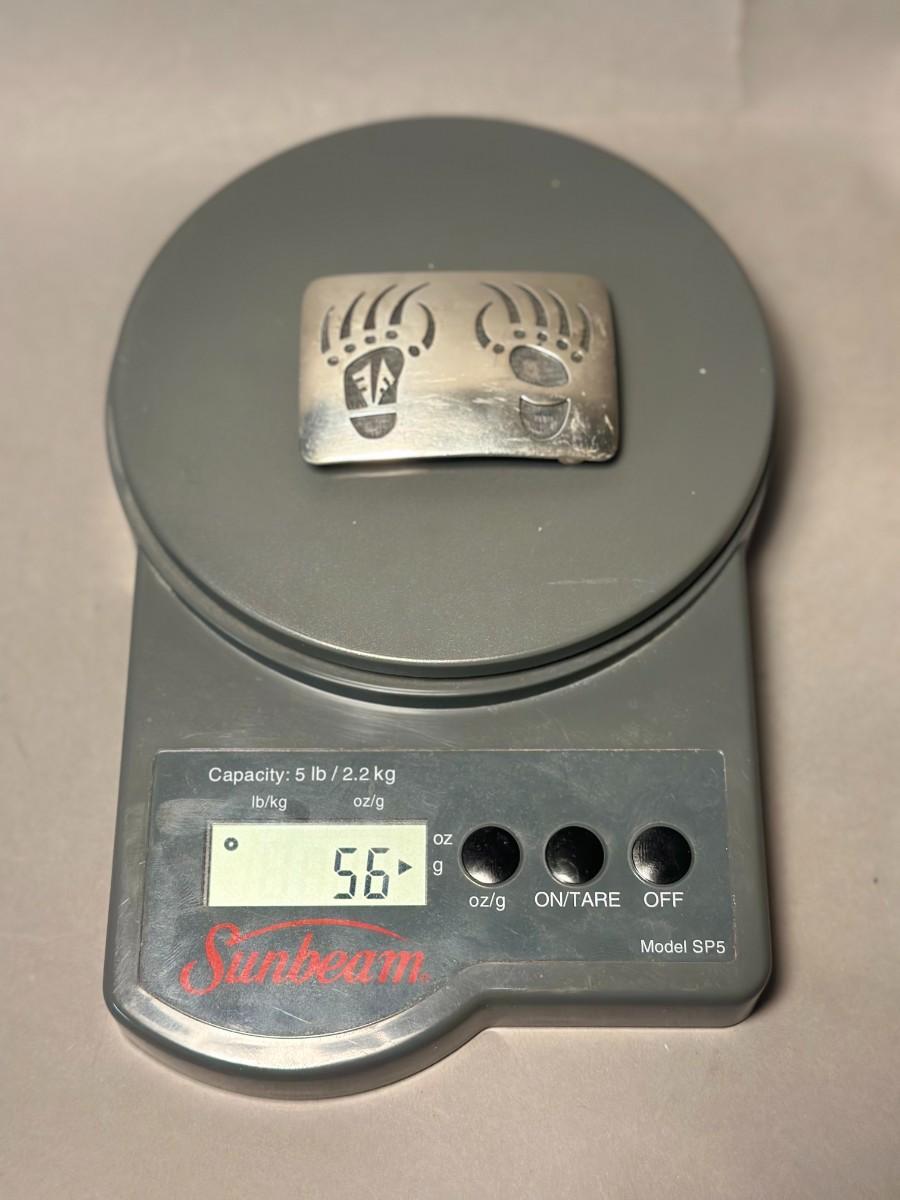 Capacity: 5 lb / 2.2 kg
lb/kg oz/g
oz
56 g
oz/g ON/TARE OFF
Sunbeam
Model SP5